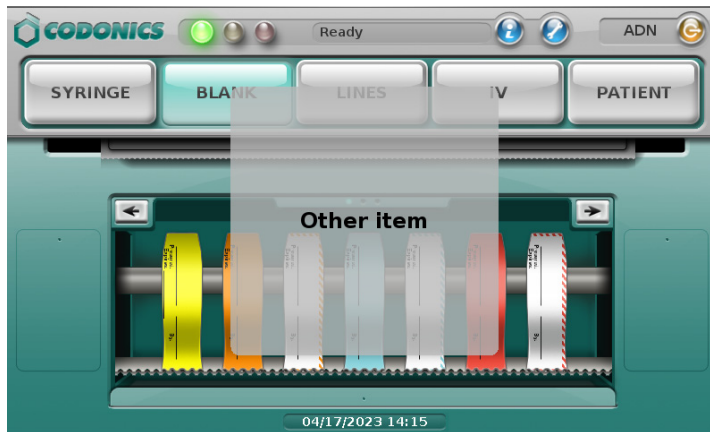 CODONICS
Ready
ADN
SYRINGE
BLANK
LINES
IV
PATIENT
Other item
04/17/2023 14:15